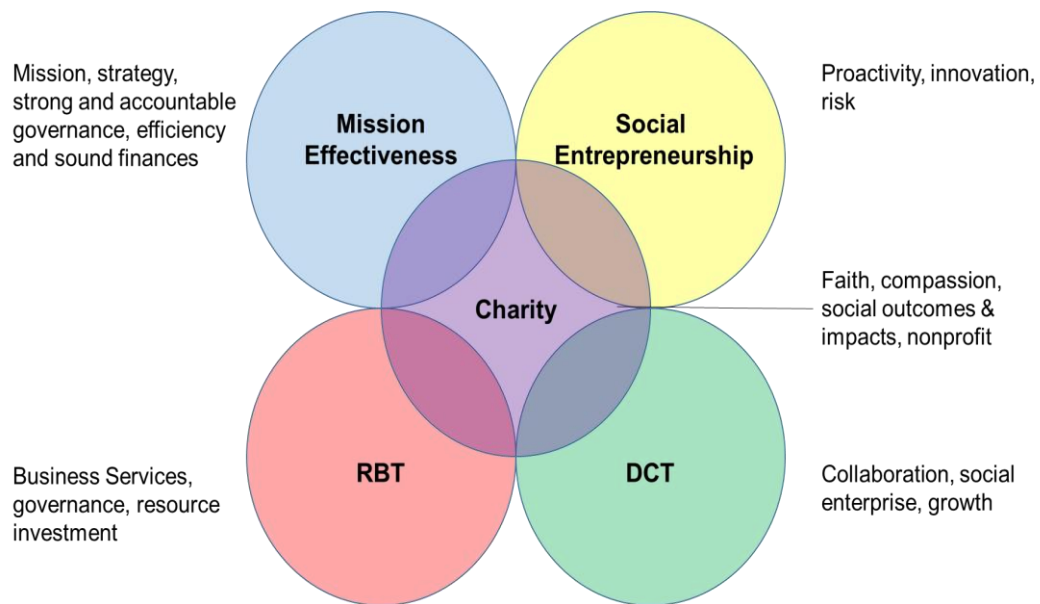 Mission, strategy,
strong and accountable
governance, efficiency
and sound finances
Mission
Effectiveness
Social
Entrepreneurship
Proactivity, innovation,
risk
Charity
Faith, compassion,
social outcomes &
impacts, nonprofit
Business Services,
governance, resource
investment
RBT
DCT
Collaboration, social
enterprise, growth